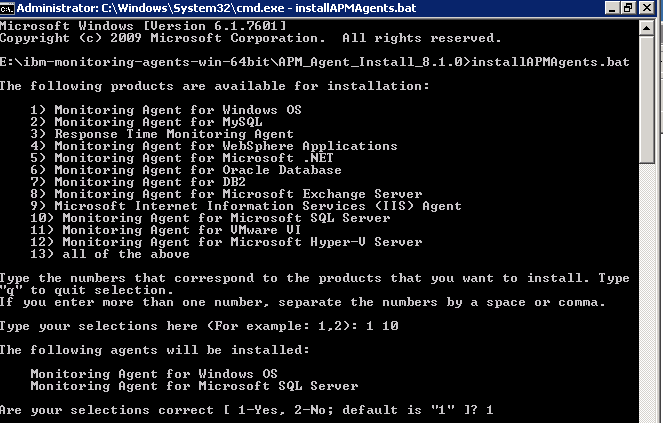 Administrator: C:\Windows\System32\cmd.exe - installAPMAgents.bat
Microsoft Windows [Version 6.1.7601]
Copyright (c) 2009 Microsoft Corporation.  All rights reserved.
E:\ibm-monitoring-agents-win-64bit\APM_Agent_Install_8.1.0>installAPMAgents.bat
The following products are available for installation:
1) Monitoring Agent for Windows OS
2) Monitoring Agent for MySQL
3) Response Time Monitoring Agent
4) Monitoring Agent for WebSphere Applications
5) Monitoring Agent for Microsoft .NET
6) Monitoring Agent for Oracle Database
7) Monitoring Agent for DB2
8) Monitoring Agent for Microsoft Exchange Server
9) Microsoft Internet Information Services (IIS) Agent
10) Monitoring Agent for Microsoft SQL Server
11) Monitoring Agent for VMware VI
12) Monitoring Agent for Microsoft Hyper-V Server
13) all of the above
Type the numbers that correspond to the products that you want to install. Type
"q" to quit selection.
If you enter more than one number, separate the numbers by a space or comma.
Type your selections here (For example: 1,2): 1 10
The following agents will be installed:
Monitoring Agent for Windows OS
Monitoring Agent for Microsoft SQL Server
Are your selections correct [ 1-Yes, 2-No; default is "1" ]? 1